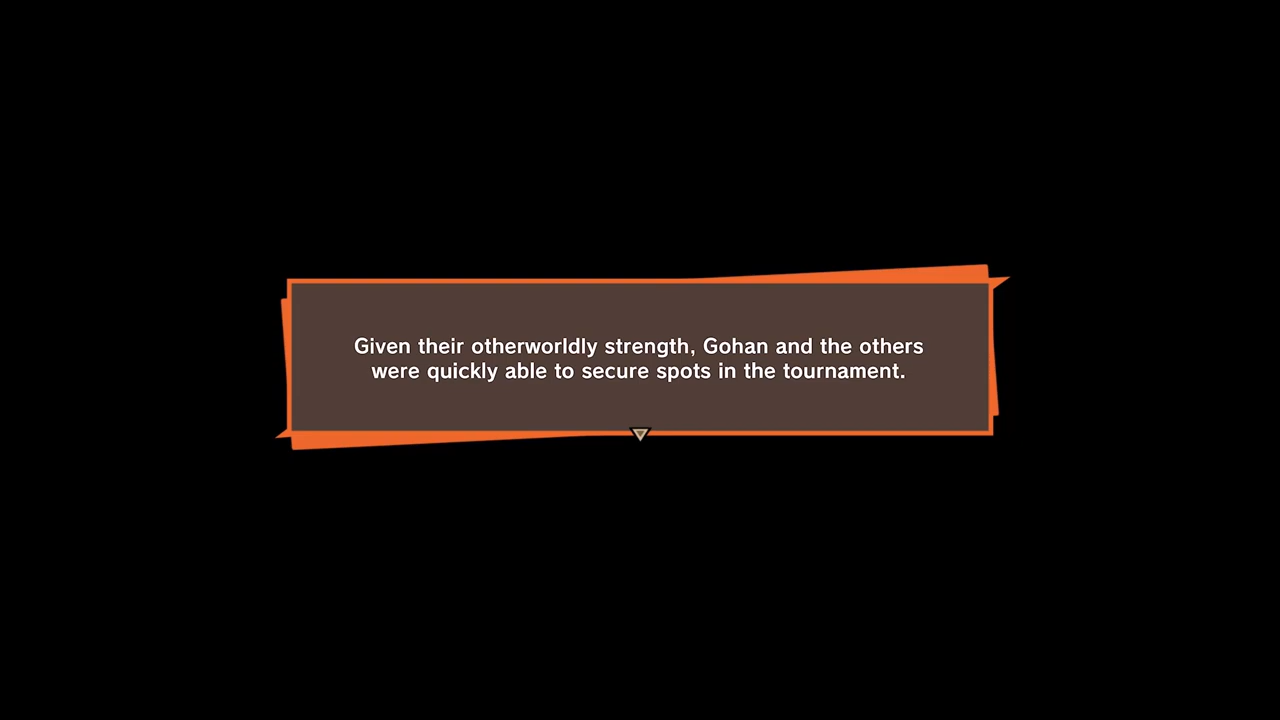 Given their otherworldly strength, Gohan and the others
were quickly able to secure spots in the tournament.